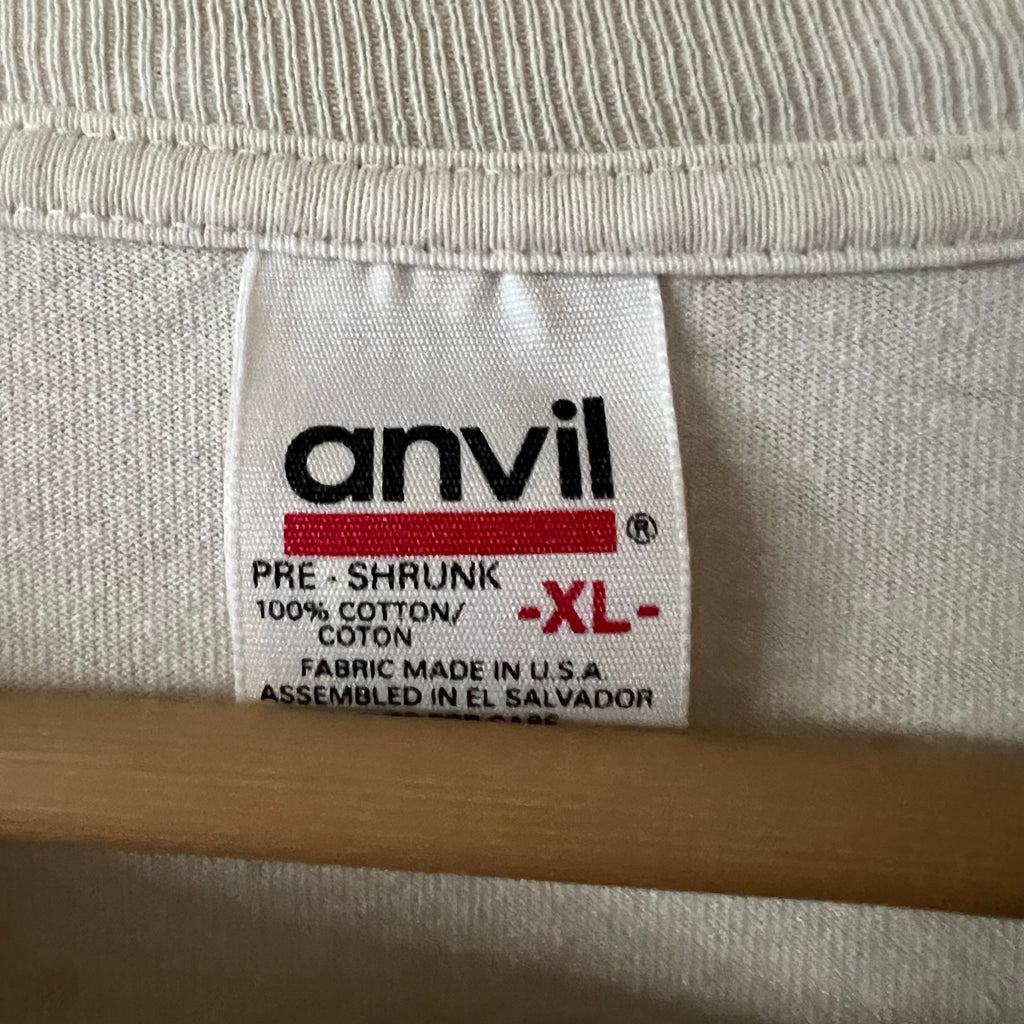 anvil®
PRE - SHRUNK
-XL-
100% COTTON/
COTON
FABRIC MADE IN U.S.A.
ASSEMBLED IN EL SALVADOR